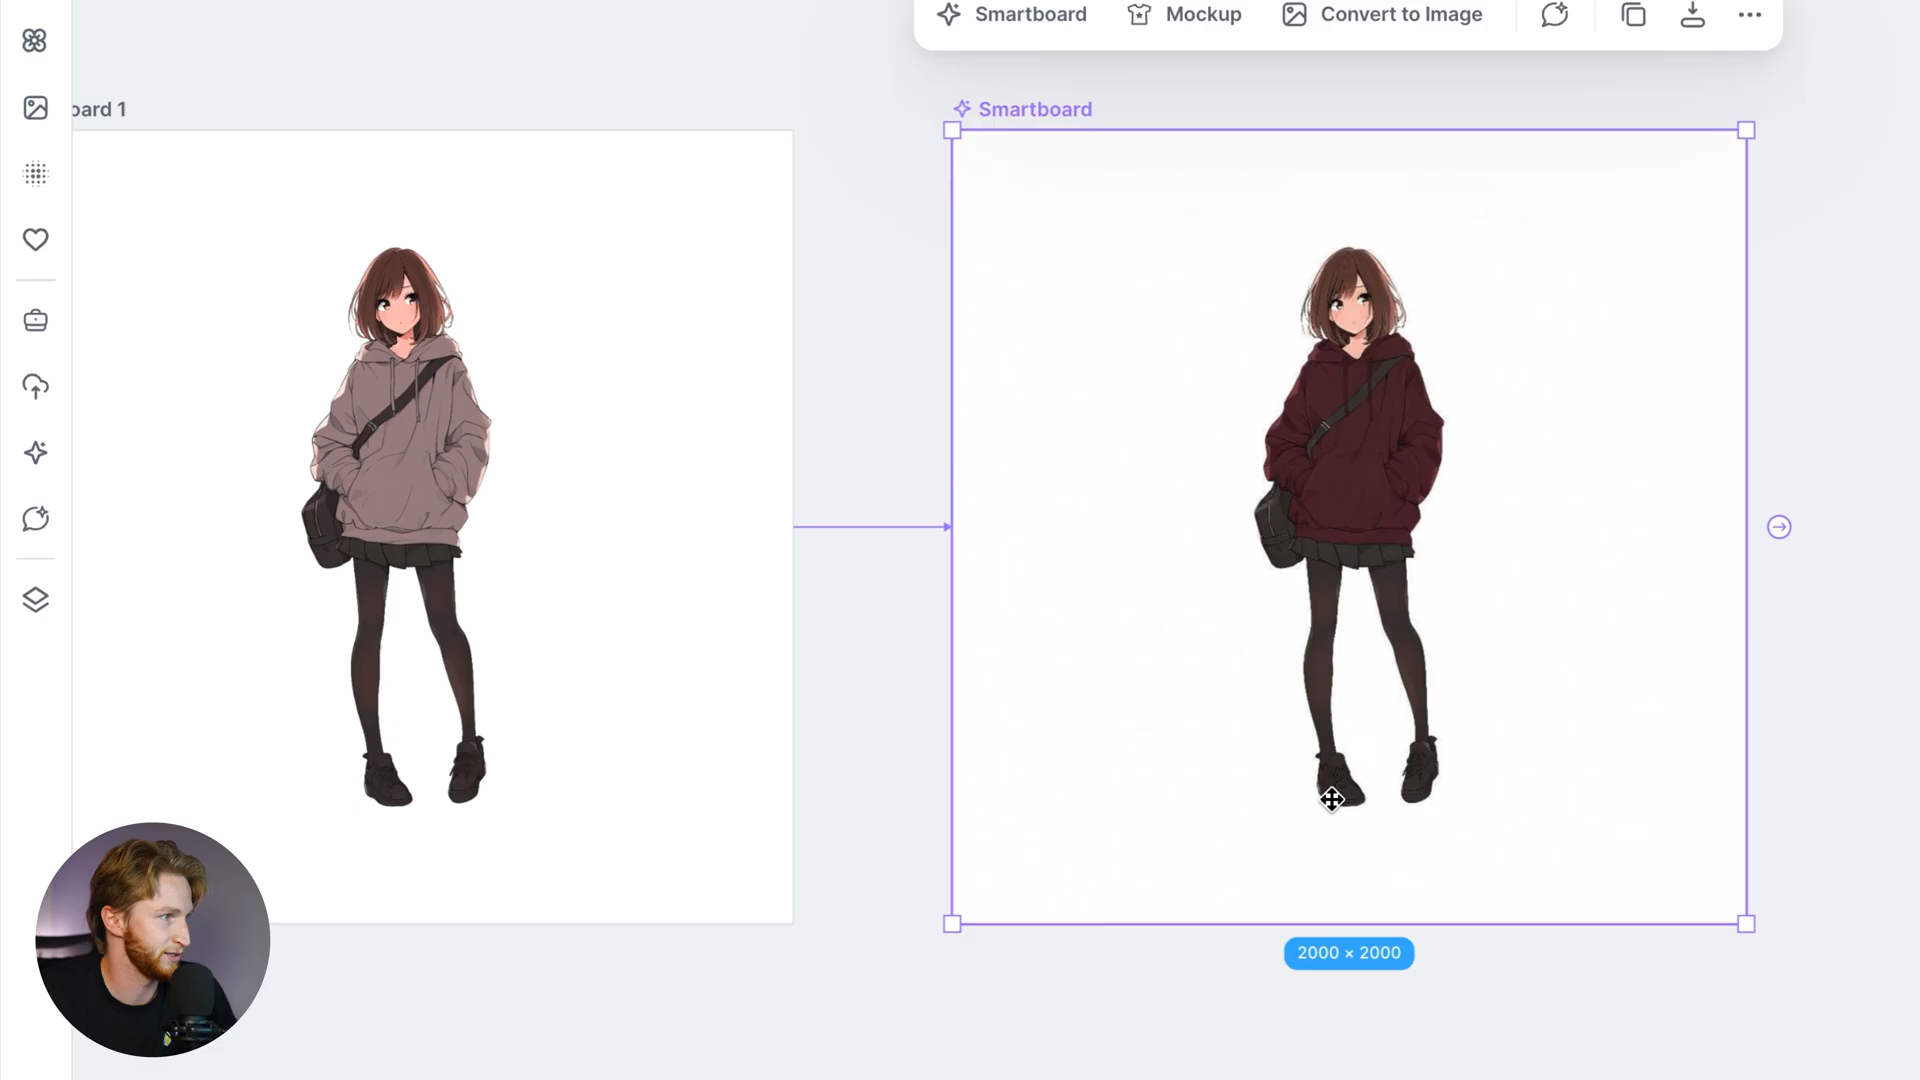 Smartboard
Mockup
Convert to Image
oard 1
Smartboard
2000 × 2000